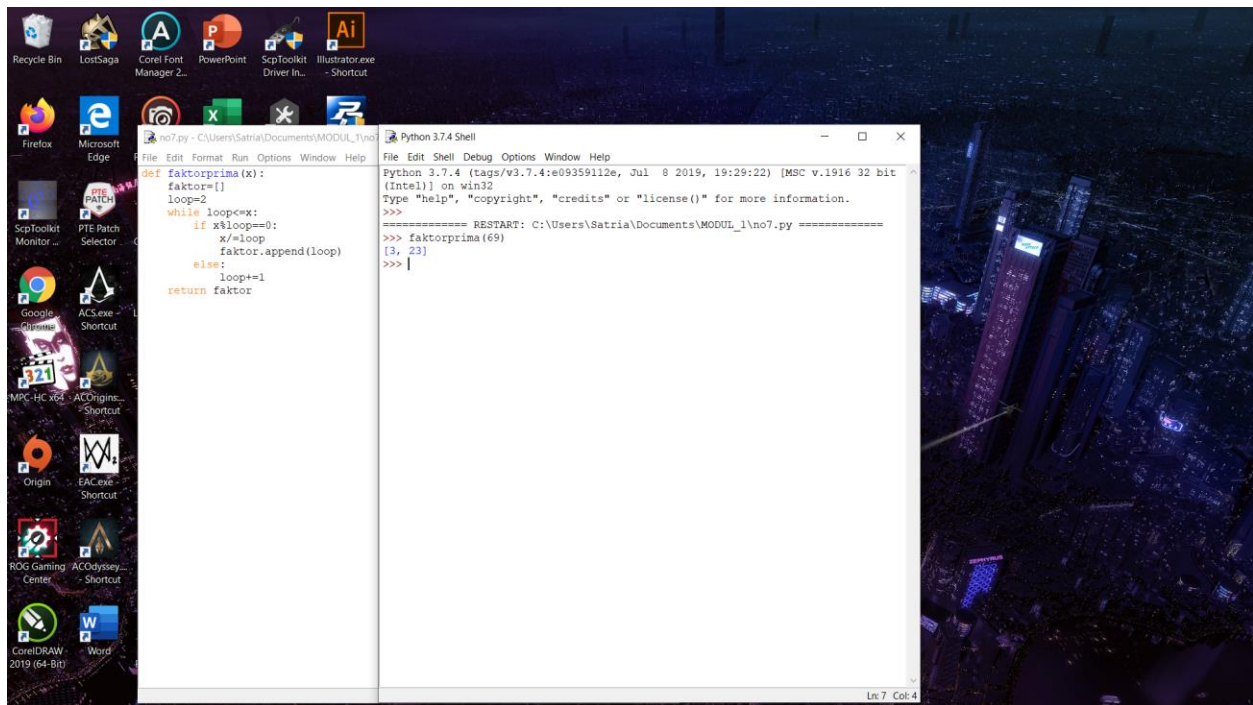 Recycle Bin
LostSaga
Corel Font
Manager 2...
PowerPoint
ScpToolkit
Driver In...
Illustrator.exe
- Shortcut
Firefox
Microsoft
Edge
ScpToolkit
Monitor ...
PTE Patch
Selector
Google
Chrome
ACS.exe -
Shortcut
MPC-HC x64
ACOrigins....
- Shortcut
Origin
EAC.exe -
Shortcut
ROG Gaming
Center
ACOdyssey....
- Shortcut
CorelDRAW
2019 (64-Bit)
Word
no7.py - C:\Users\Satria\Documents\MODUL_1\no7
File Edit Format Run Options Window Help
def faktorprima(x):
    faktor=[]
    loop=2
    while loop<=x:
        if x%loop==0:
            x/=loop
            faktor.append(loop)
        else:
            loop+=1
    return faktor
Python 3.7.4 Shell
File Edit Shell Debug Options Window Help
Python 3.7.4 (tags/v3.7.4:e09359112e, Jul  8 2019, 19:29:22) [MSC v.1916 32 bit
(Intel)] on win32
Type "help", "copyright", "credits" or "license()" for more information.
>>>
============= RESTART: C:\Users\Satria\Documents\MODUL_1\no7.py =============
>>> faktorprima(69)
[3, 23]
>>>
Ln: 7 Col: 4
ZEPHYRUS